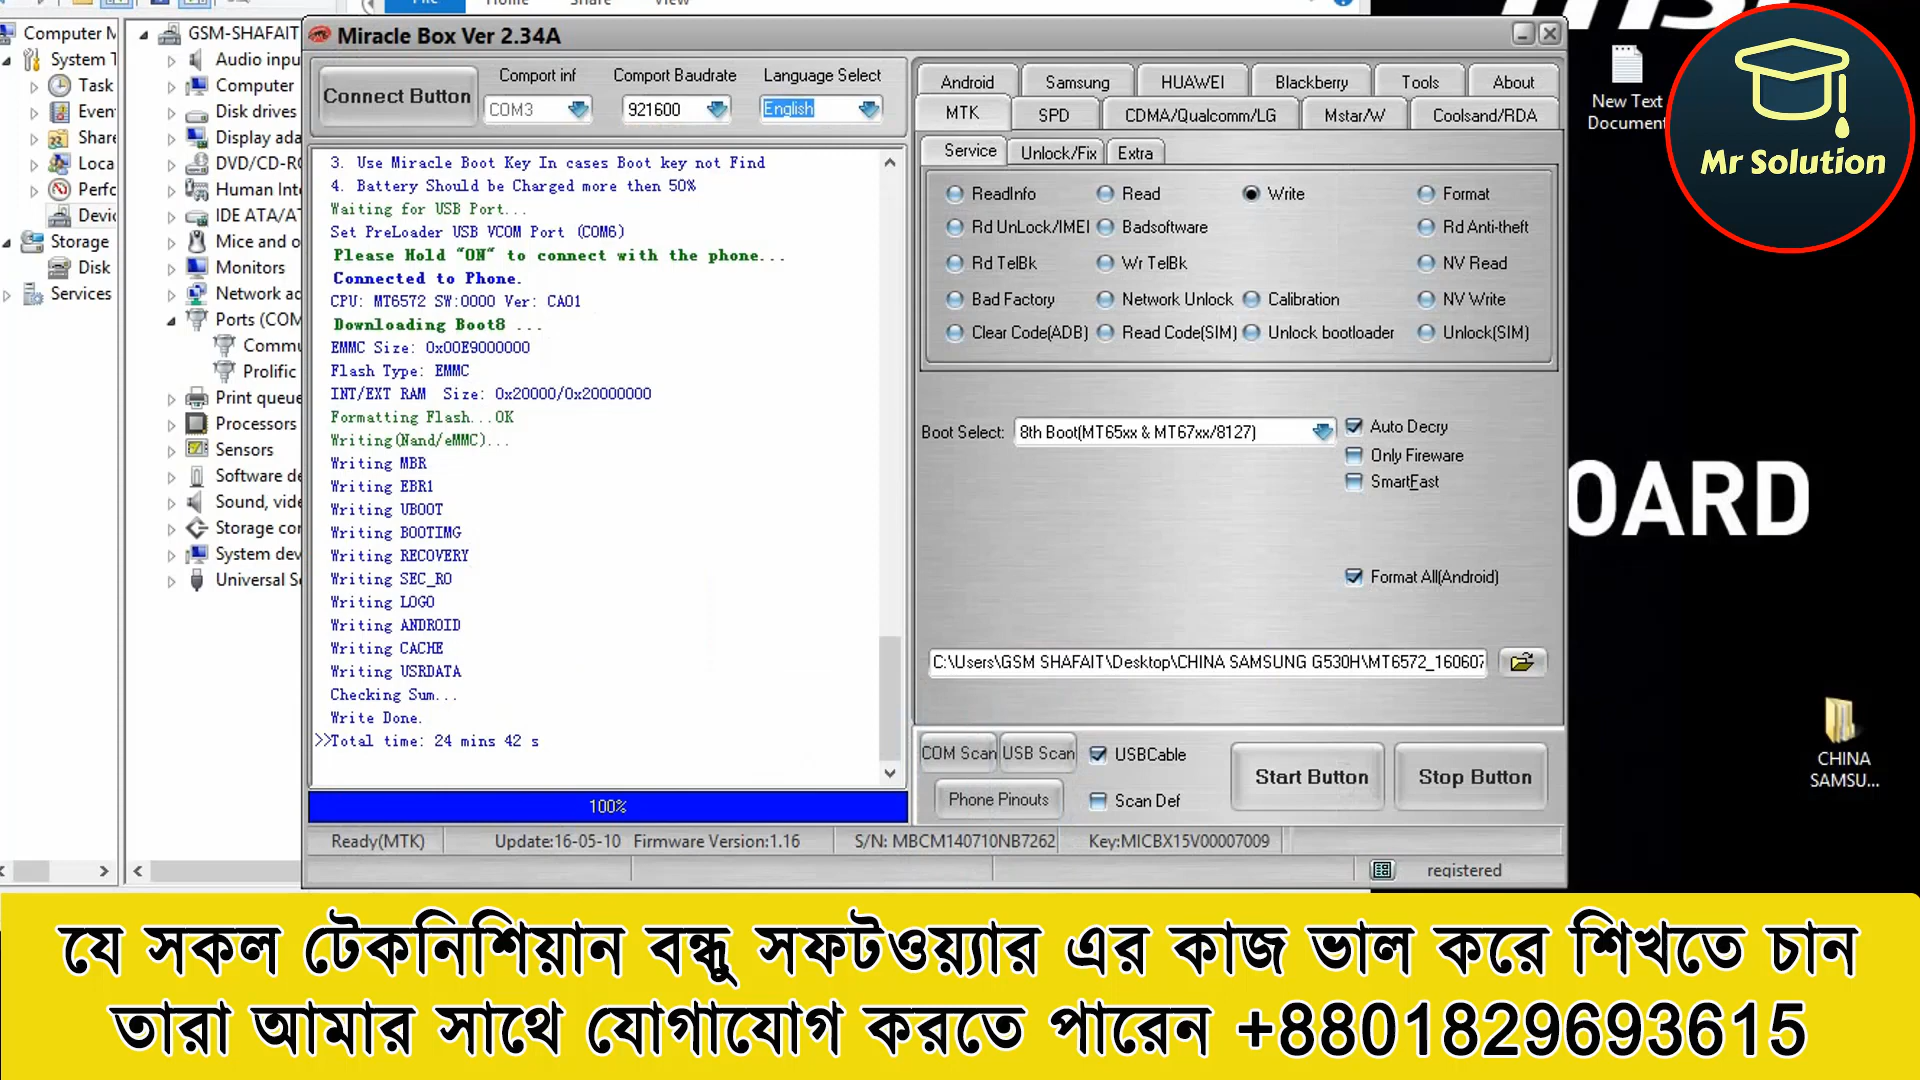 File
Home
Share
View
Computer M
System T
Task
Event
Share
Loca
Perfo
Devic
Storage
Disk
Services
GSM-SHAFAIT
Audio inpu
Computer
Disk drives
Display ada
DVD/CD-RO
Human Inte
IDE ATA/AT
Mice and o
Monitors
Network ad
Ports (COM
Commu
Prolific
Print queue
Processors
Sensors
Software de
Sound, vide
Storage con
System dev
Universal S
Miracle Box Ver 2.34A
Connect Button
Comport inf
Comport Baudrate
Language Select
COM3
921600
English
3. Use Miracle Boot Key In cases Boot key not Find
4. Battery Should be Charged more then 50%
Waiting for USB Port...
Set PreLoader USB VCOM Port (COM6)
Please Hold "ON" to connect with the phone...
Connected to Phone.
CPU: MT6572 SW:0000 Ver: CA01
Downloading Boot8 ...
EMMC Size: 0x00E9000000
Flash Type: EMMC
INT/EXT RAM  Size: 0x20000/0x20000000
Formatting Flash...OK
Writing(Nand/eMMC)...
Writing MBR
Writing EBR1
Writing UBOOT
Writing BOOTIMG
Writing RECOVERY
Writing SEC_RO
Writing LOGO
Writing ANDROID
Writing CACHE
Writing USRDATA
Checking Sum...
Write Done.
>>Total time: 24 mins 42 s
100%
Android
Samsung
HUAWEI
Blackberry
Tools
About
MTK
SPD
CDMA/Qualcomm/LG
Mstar/W
Coolsand/RDA
Service
Unlock/Fix
Extra
ReadInfo
Read
Write
Format
Rd UnLock/IMEI
Badsoftware
Rd Anti-theft
Rd TelBk
Wr TelBk
NV Read
Bad Factory
Network Unlock
Calibration
NV Write
Clear Code(ADB)
Read Code(SIM)
Unlock bootloader
Unlock(SIM)
Boot Select:
8th Boot(MT65xx & MT67xx/8127)
Auto Decry
Only Fireware
SmartFast
Format All(Android)
C:\Users\GSM SHAFAIT\Desktop\CHINA SAMSUNG G530H\MT6572_160607
COM Scan
USB Scan
USBCable
Start Button
Stop Button
Phone Pinouts
Scan Def
Ready(MTK)
Update:16-05-10
Firmware Version:1.16
S/N: MBCM140710NB7262
Key:MICBX15V00007009
registered
New Text
Document
Mr Solution
OARD
CHINA
SAMSU...
যে সকল টেকনিশিয়ান বন্ধু সফটওয়্যার এর কাজ ভাল করে শিখতে চান
তারা আমার সাথে যোগাযোগ করতে পারেন +8801829693615